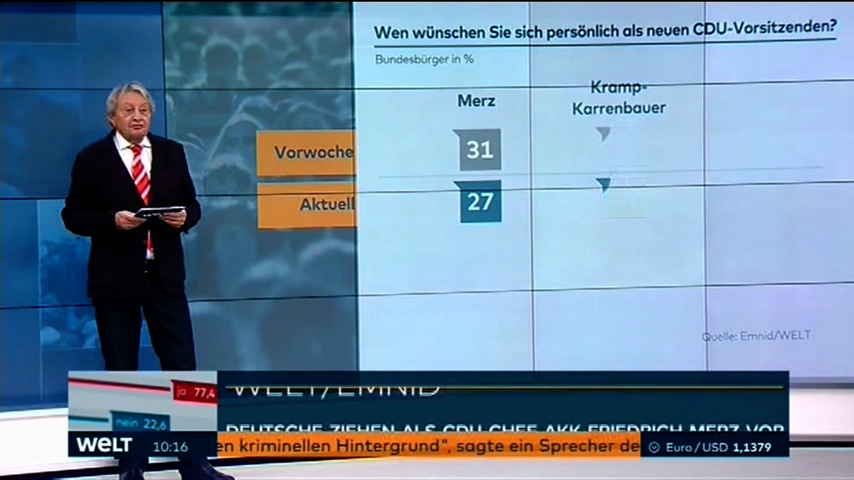 Wen wünschen Sie sich persönlich als neuen CDU-Vorsitzenden?
Bundesbürger in %
Merz
Kramp-
Karrenbauer
Vorwoche
31
Aktuell
27
Quelle: Emnid/WELT
ja 77,4
nein 22,6
WELT/EMNID
DEUTSCHE ZIEHEN ALS CDU-CHEF AKK FRIEDRICH MERZ VOR
welt 10:16
en kriminellen Hintergrund", sagte ein Sprecher de
Euro/USD 1,1379